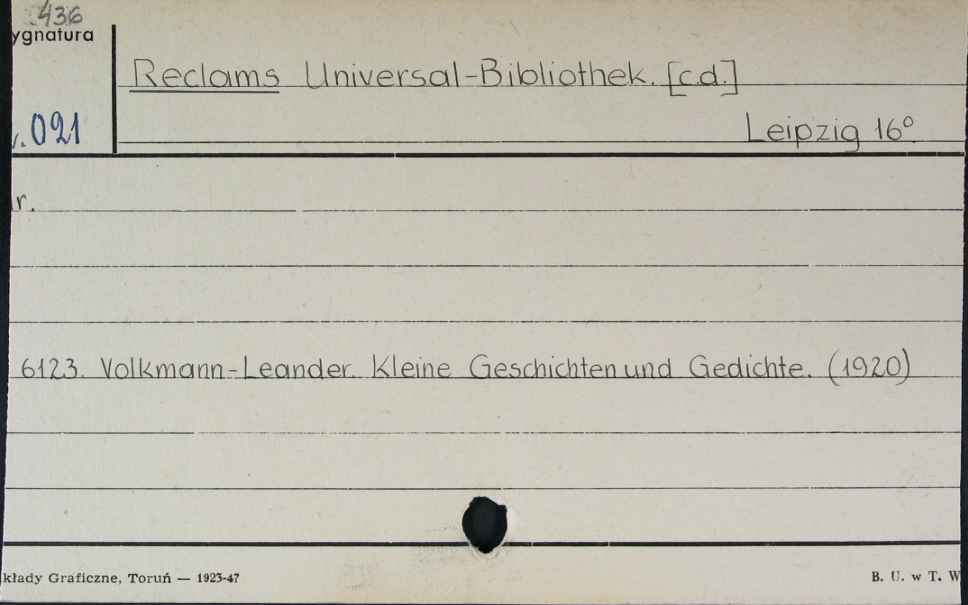 436
ygnatura
Reclams Universal-Bibliothek. [c.d.]
021
Leipzig 16°.
r.
6123. Volkmann-Leander. Kleine Geschichten und Gedichte. (1920)
kłady Graficzne, Toruń — 1923-47
B. U. w T. W